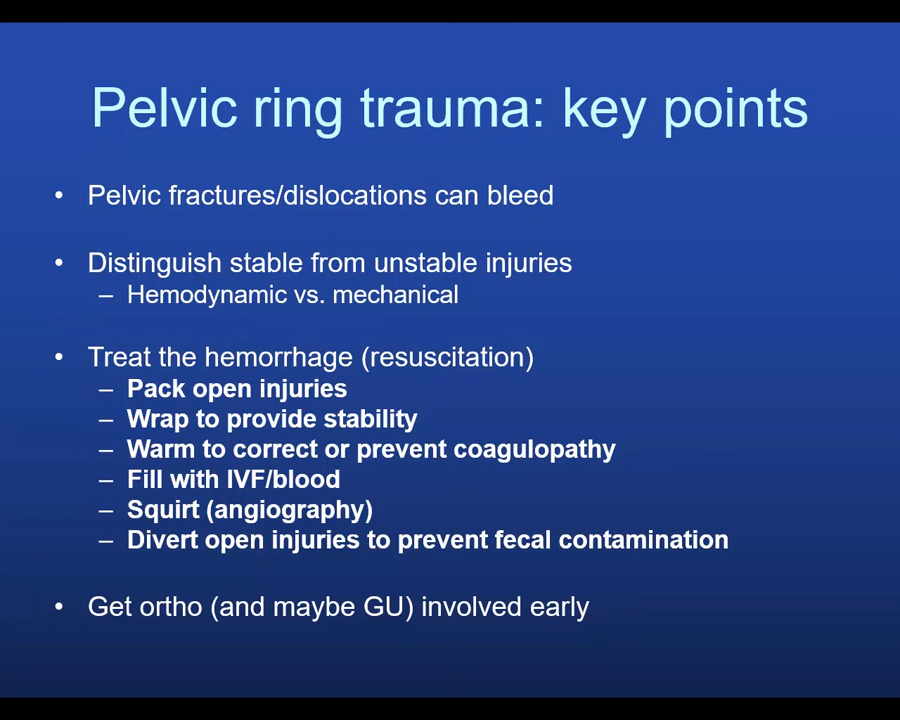 Pelvic ring trauma: key points
• Pelvic fractures/dislocations can bleed
• Distinguish stable from unstable injuries
– Hemodynamic vs. mechanical
• Treat the hemorrhage (resuscitation)
– Pack open injuries
– Wrap to provide stability
– Warm to correct or prevent coagulopathy
– Fill with IVF/blood
– Squirt (angiography)
– Divert open injuries to prevent fecal contamination
• Get ortho (and maybe GU) involved early